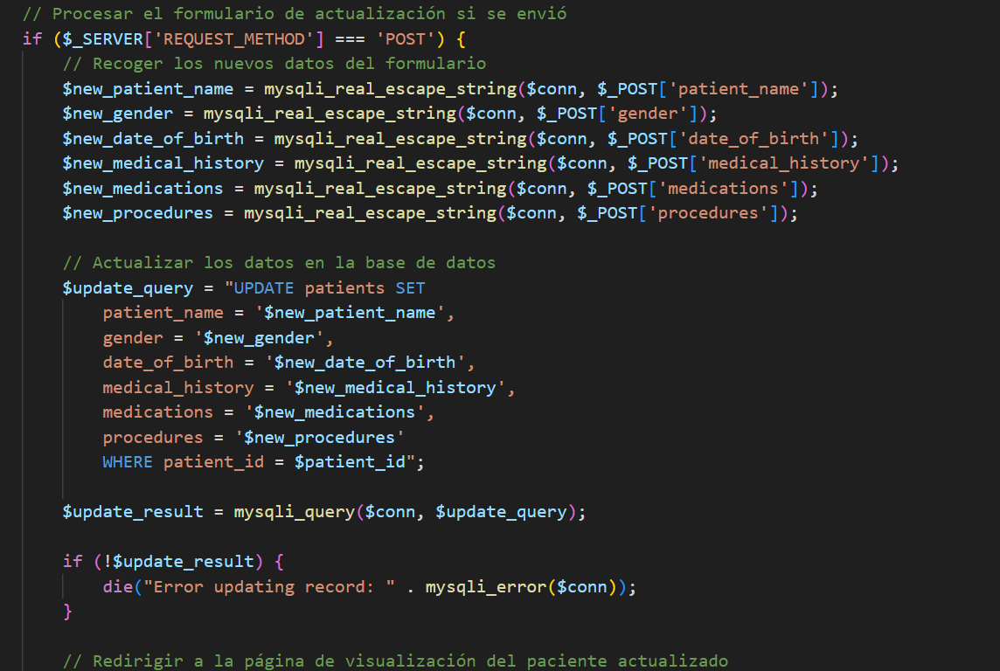 // Procesar el formulario de actualización si se envió
if ($_SERVER['REQUEST_METHOD'] === 'POST') {
// Recoger los nuevos datos del formulario
$new_patient_name = mysqli_real_escape_string($conn, $_POST['patient_name']);
$new_gender = mysqli_real_escape_string($conn, $_POST['gender']);
$new_date_of_birth = mysqli_real_escape_string($conn, $_POST['date_of_birth']);
$new_medical_history = mysqli_real_escape_string($conn, $_POST['medical_history']);
$new_medications = mysqli_real_escape_string($conn, $_POST['medications']);
$new_procedures = mysqli_real_escape_string($conn, $_POST['procedures']);
// Actualizar los datos en la base de datos
$update_query = "UPDATE patients SET
patient_name = '$new_patient_name',
gender = '$new_gender',
date_of_birth = '$new_date_of_birth',
medical_history = '$new_medical_history',
medications = '$new_medications',
procedures = '$new_procedures'
WHERE patient_id = $patient_id";
$update_result = mysqli_query($conn, $update_query);
if (!$update_result) {
die("Error updating record: " . mysqli_error($conn));
}
// Redirigir a la página de visualización del paciente actualizado